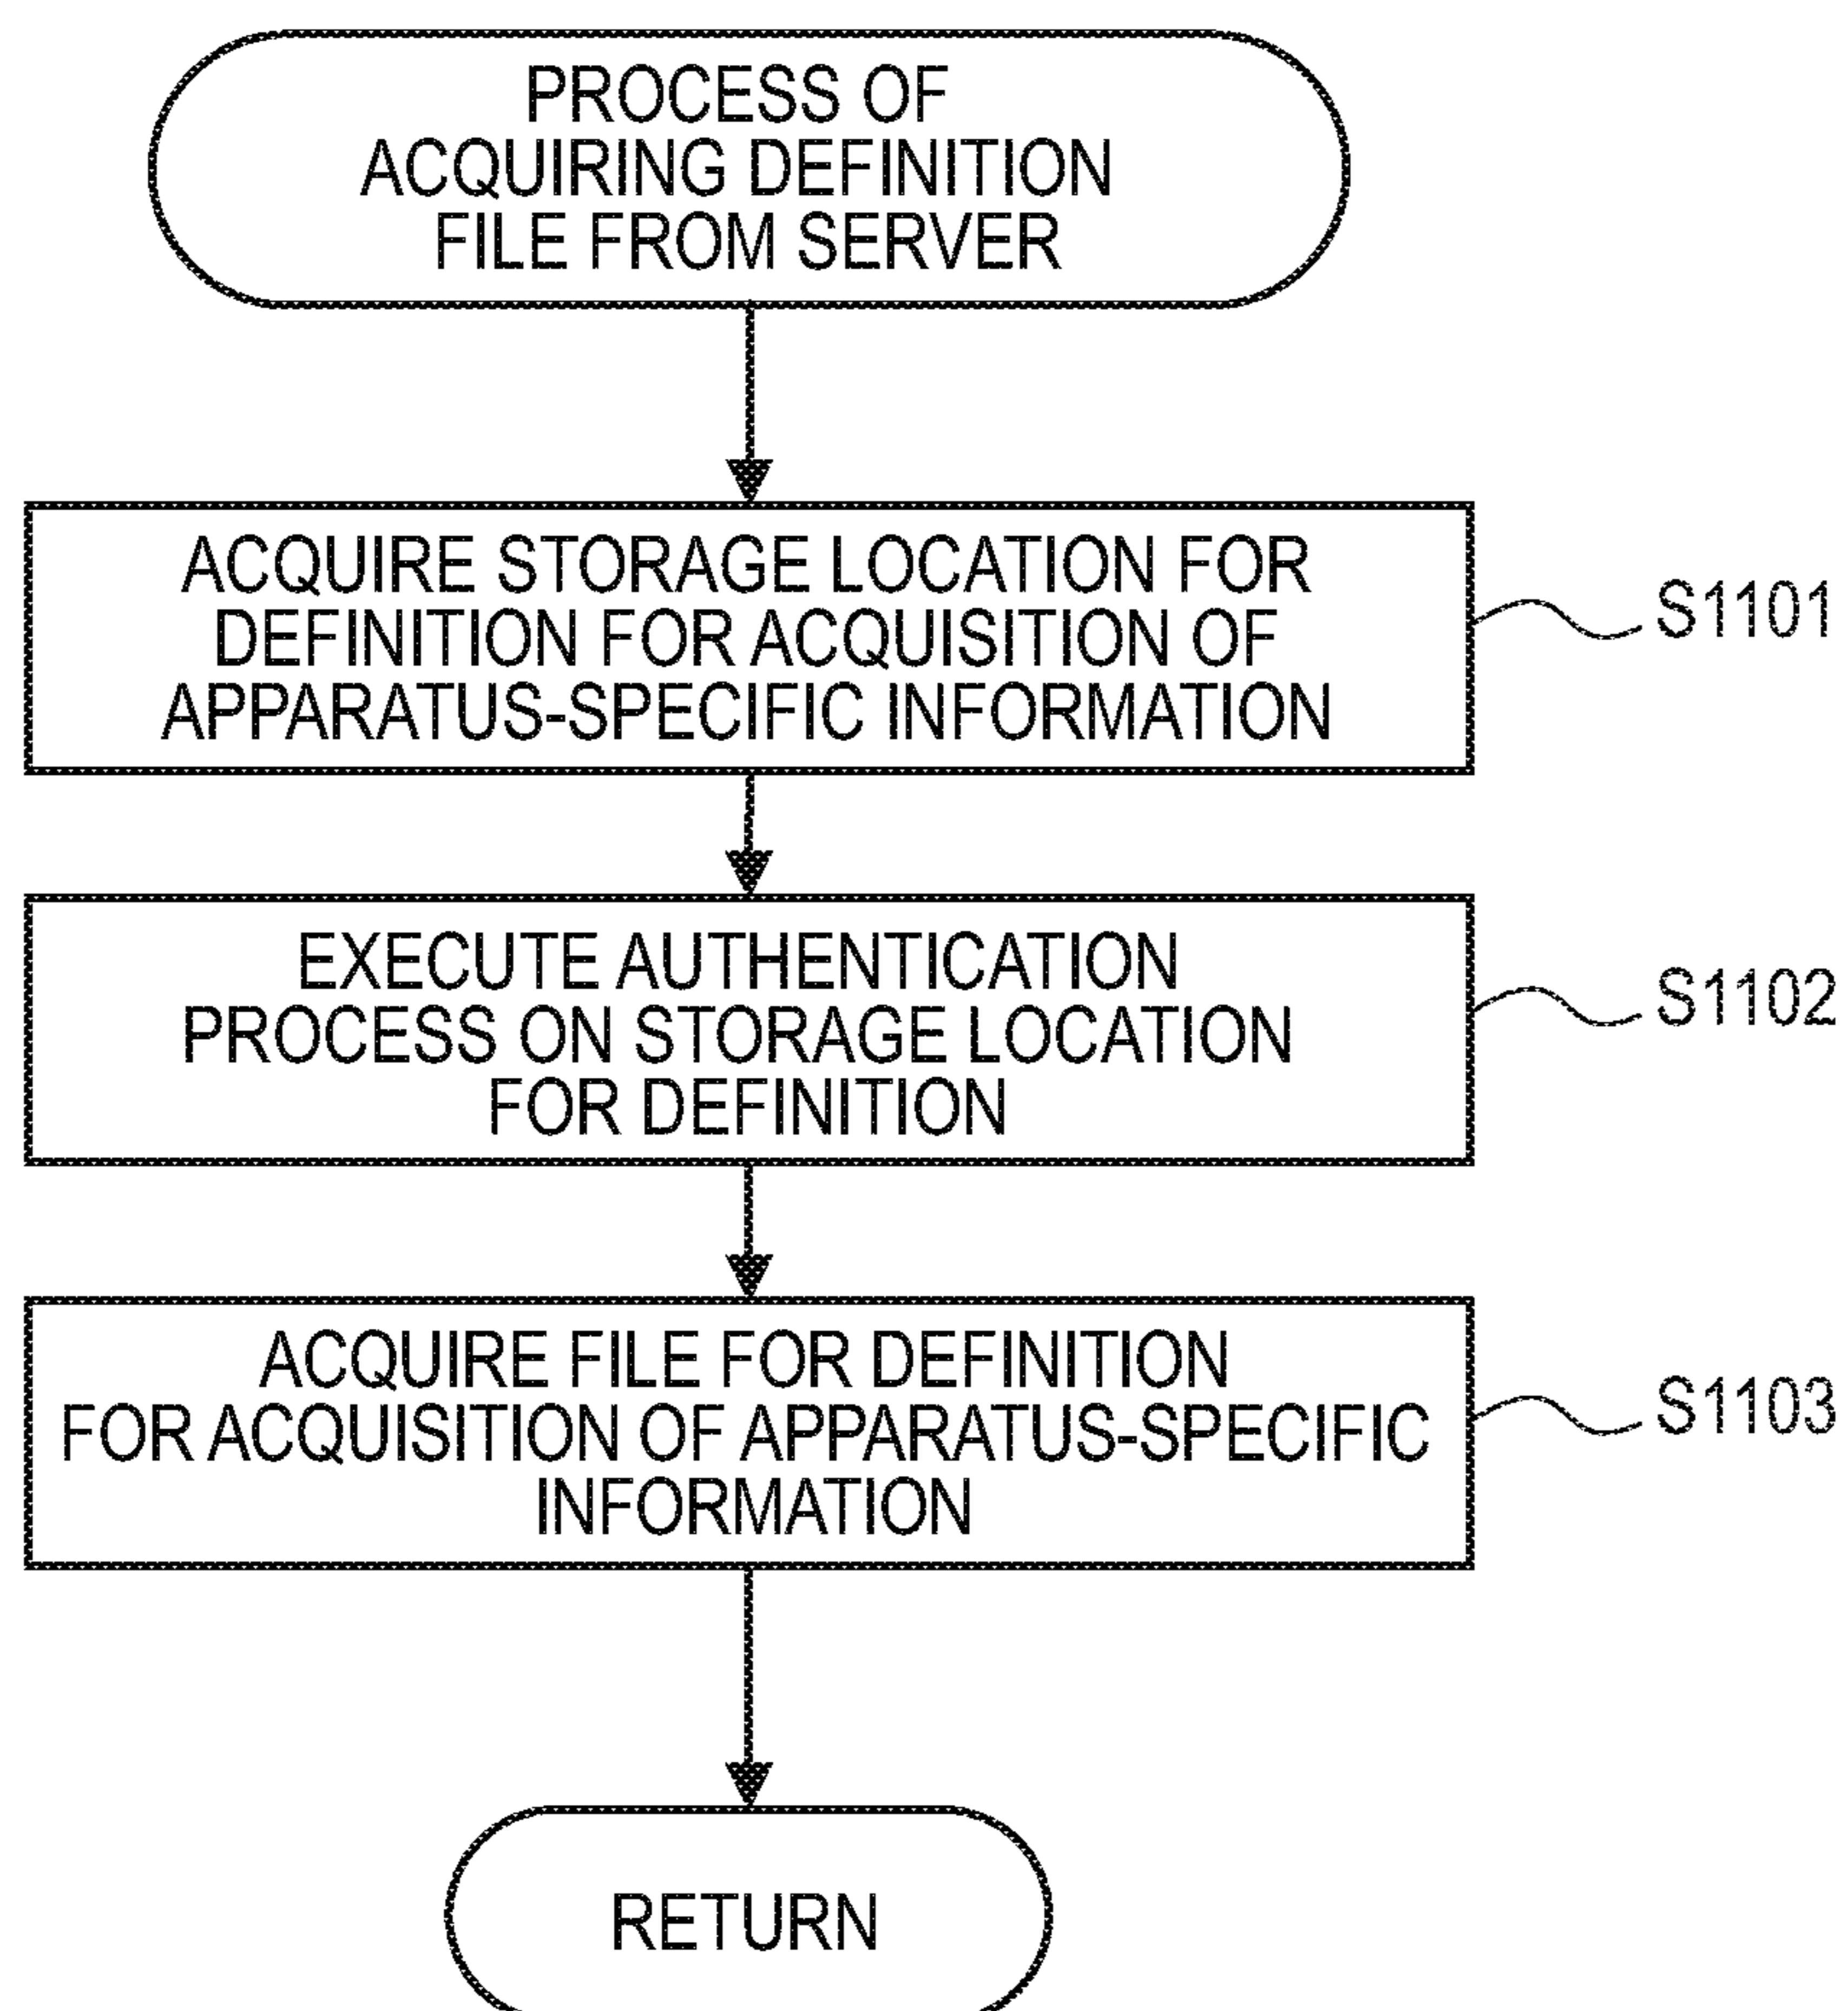 PROCESS OF
ACQUIRING DEFINITION
FILE FROM SERVER
ACQUIRE STORAGE LOCATION FOR
DEFINITION FOR ACQUISITION OF
APPARATUS-SPECIFIC INFORMATION
S1101
EXECUTE AUTHENTICATION
PROCESS ON STORAGE LOCATION
FOR DEFINITION
S1102
ACQUIRE FILE FOR DEFINITION
FOR ACQUISITION OF APPARATUS-SPECIFIC
INFORMATION
S1103
RETURN